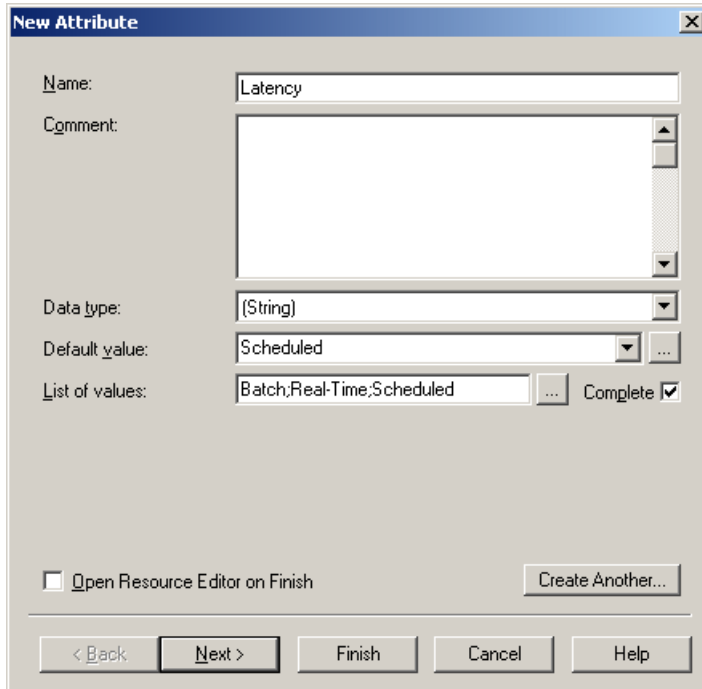 New Attribute
Name: Latency
Comment:
Data type: (String)
Default value: Scheduled ...
List of values: Batch;Real-Time;Scheduled ... Complete
Open Resource Editor on Finish Create Another...
< Back Next > Finish Cancel Help